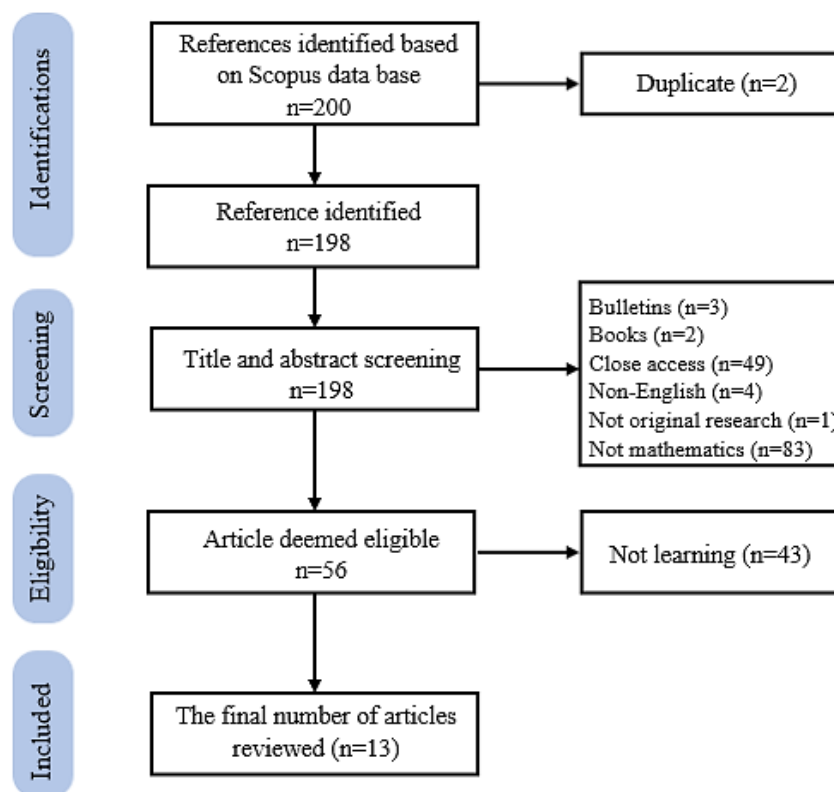 Identifications
References identified based
on Scopus data base
n=200
Duplicate (n=2)
Reference identified
n=198
Screening
Title and abstract screening
n=198
Bulletins (n=3)
Books (n=2)
Close access (n=49)
Non-English (n=4)
Not original research (n=1)
Not mathematics (n=83)
Eligibility
Article deemed eligible
n=56
Not learning (n=43)
Included
The final number of articles
reviewed (n=13)